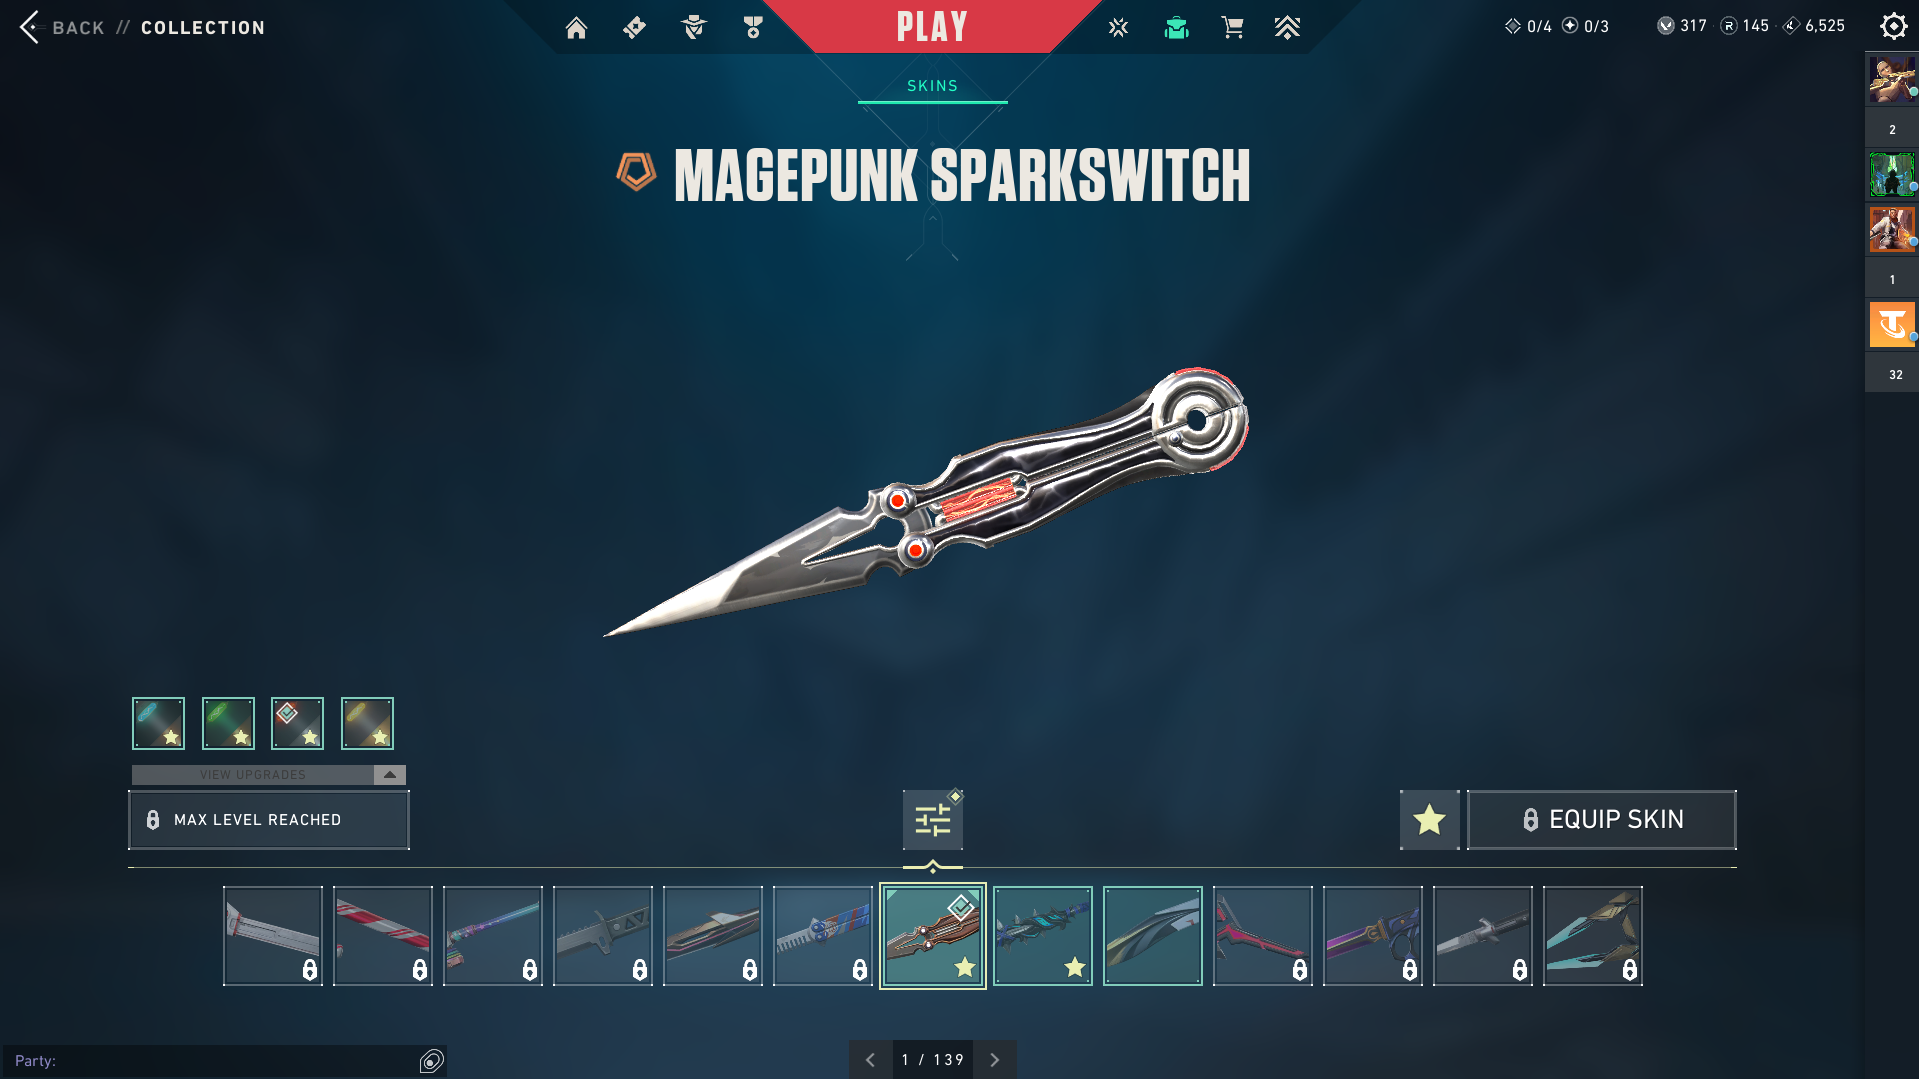 BACK // COLLECTION
PLAY
0/4 0/3 317 R 145 6,525
SKINS
MAGEPUNK SPARKSWITCH
2
1
T
32
VIEW UPGRADES
MAX LEVEL REACHED
EQUIP SKIN
Party:
1 / 139